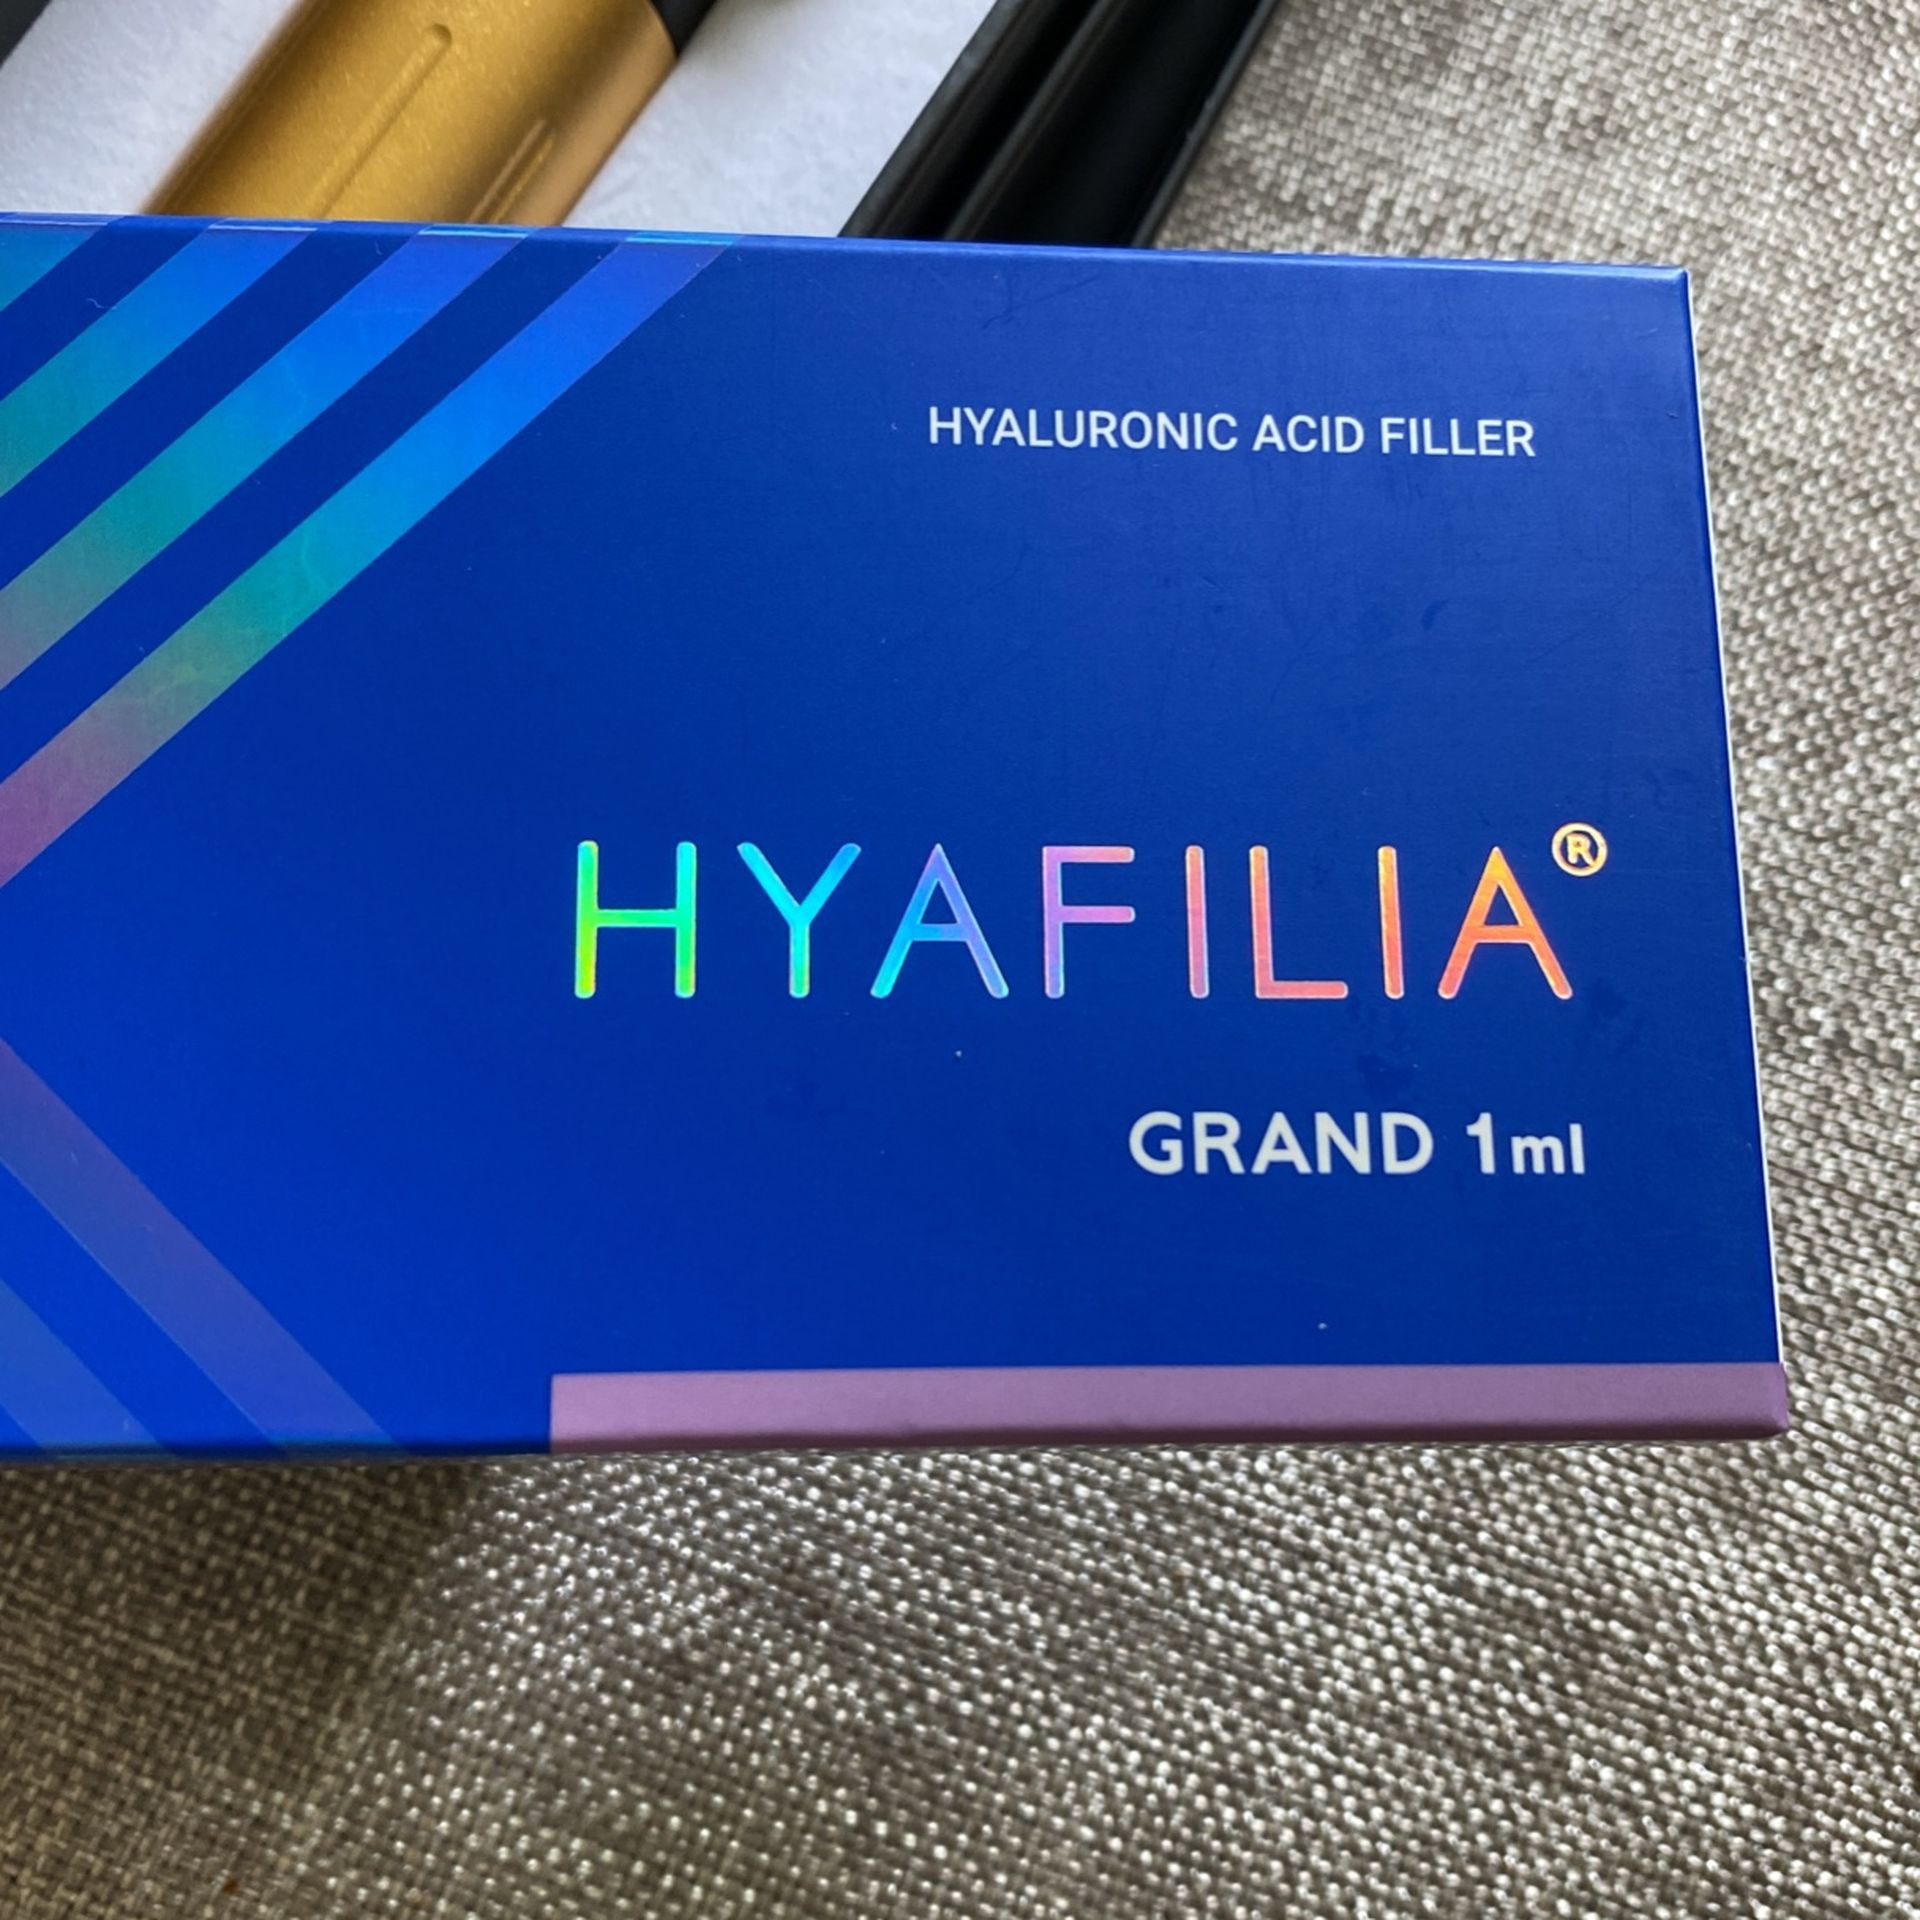 HYALURONIC ACID FILLER
HYAFILIA®
GRAND 1ml